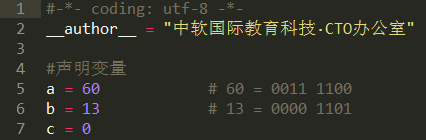 1 #-*- coding: utf-8 -*-
2 __author__ = "中软国际教育科技·CTO办公室"
3
4 #声明变量
5 a = 60 # 60 = 0011 1100
6 b = 13 # 13 = 0000 1101
7 c = 0